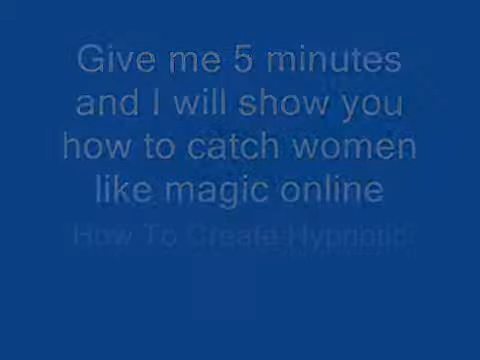 Give me 5 minutes
and I will show you
how to catch women
like magic online
How To Create Hypnotic